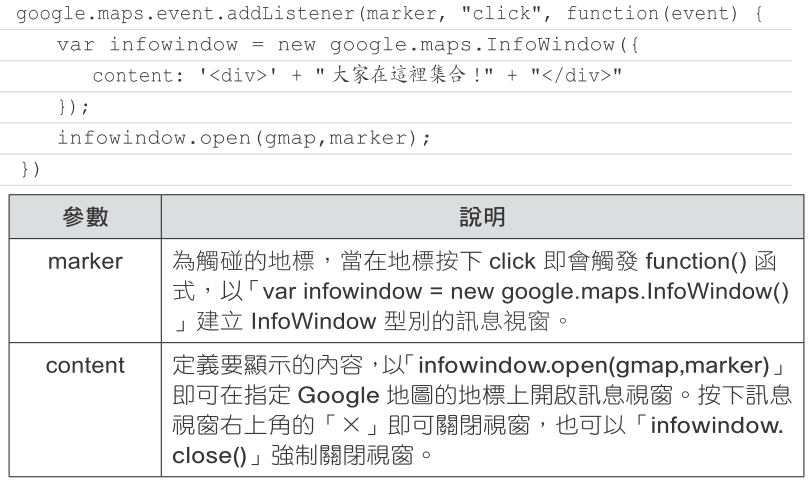 google.maps.event.addListener(marker, "click", function(event) {
var infowindow = new google.maps.InfoWindow({
content: '<div>' + "大家在這裡集合!" + "</div>"
});
infowindow.open(gmap,marker);
})
參數 說明
marker 為觸碰的地標，當在地標按下 click 即會觸發 function() 函
式，以「var infowindow = new google.maps.InfoWindow()
」建立 InfoWindow 型別的訊息視窗。
content 定義要顯示的內容，以「infowindow.open(gmap,marker)」
即可在指定 Google 地圖的地標上開啟訊息視窗。按下訊息
視窗右上角的「×」即可關閉視窗，也可以「infowindow.
close()」強制關閉視窗。